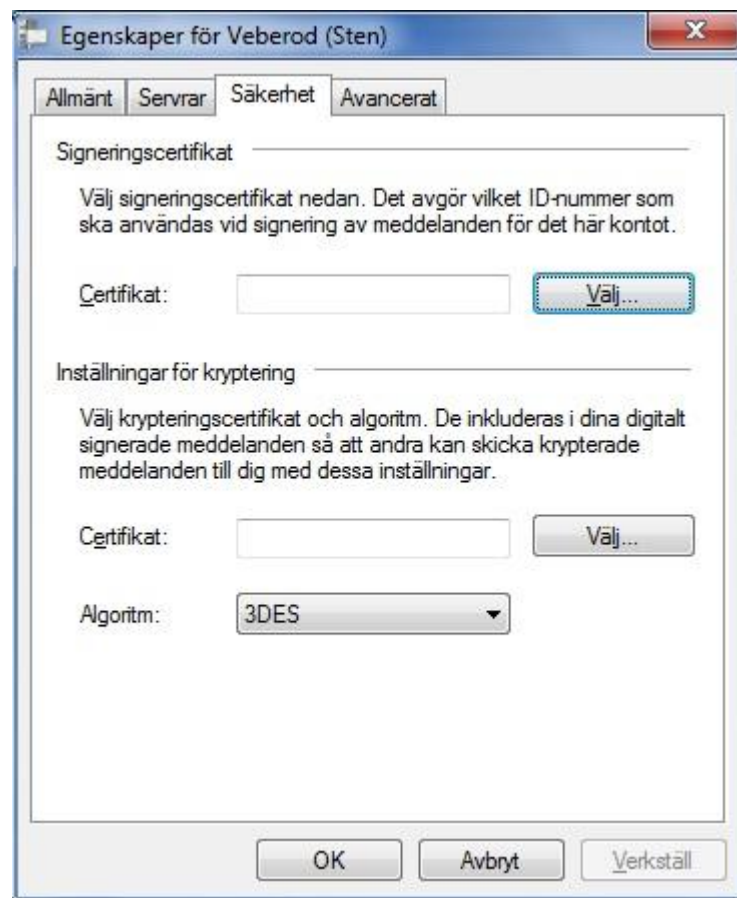 Egenskaper för Veberod (Sten)
Allmänt Servrar Säkerhet Avancerat
Signeringscertifikat
Välj signeringscertifikat nedan. Det avgör vilket ID-nummer som
ska användas vid signering av meddelanden för det här kontot.
Certifikat: Välj...
Inställningar för kryptering
Välj krypteringscertifikat och algoritm. De inkluderas i dina digitalt
signerade meddelanden så att andra kan skicka krypterade
meddelanden till dig med dessa inställningar.
Certifikat: Välj...
Algoritm: 3DES
OK Avbryt Verkställ